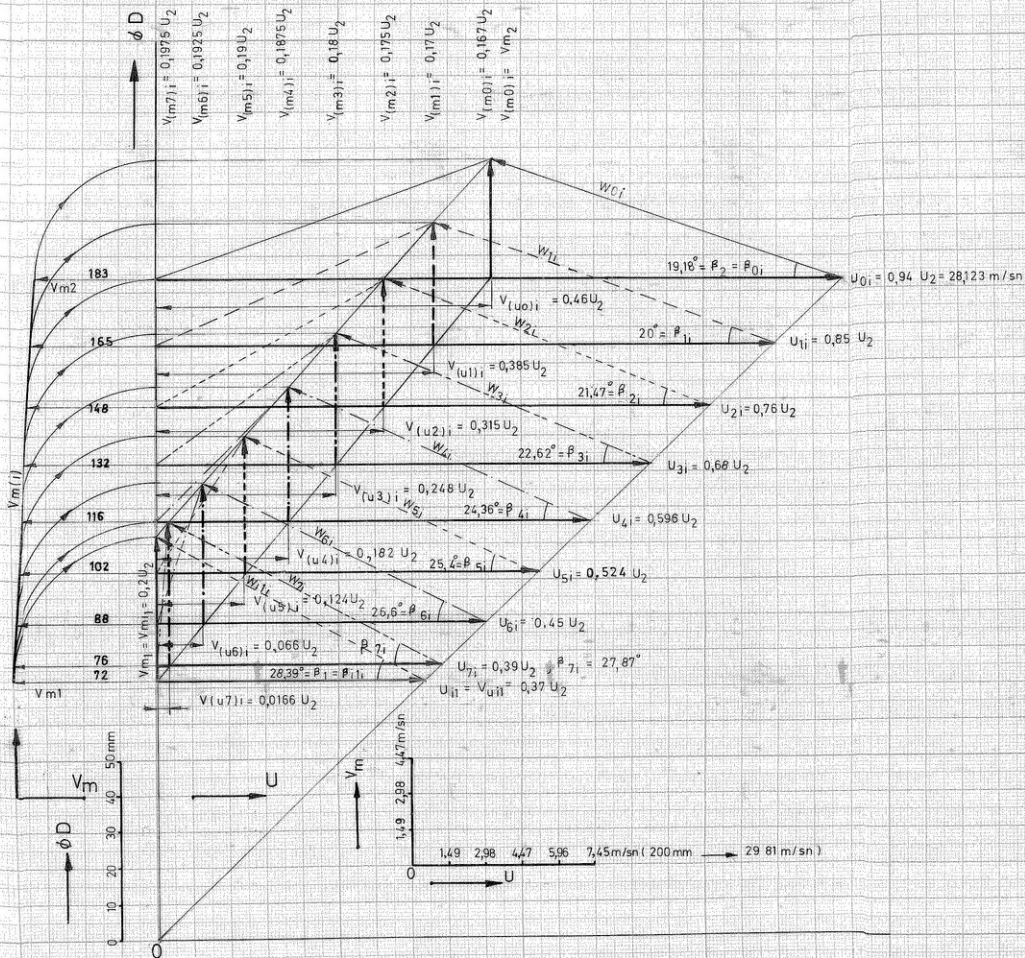 φD
V(m7)i = 0,1975 U2
V(m6)i = 0,1925 U2
V(m5)i = 0,19 U2
V(m4)i = 0,1875 U2
V(m3)i = 0,18 U2
V(m2)i = 0,175 U2
V(m1)i = 0,17 U2
V(m0)i = 0,167 U2
V(m0)i = Vm2
W0i
183
Vm2
19,18° = β2 = β0i
U0i = 0,94 U2 = 28,123 m/sn
V(u0)i = 0.46 U2
W1i
165
20° = β1i
U1i = 0,85 U2
V(u1)i = 0,385 U2
W2i
148
21,47° = β2i
U2i = 0,76 U2
V(u2)i = 0,315 U2
W3i
132
22,62° = β3i
U3i = 0,68 U2
V(u3)i = 0,248 U2
W4i
Vm(i)
116
24,36° = β4i
U4i = 0,596 U2
V(u4)i = 0,182 U2
W5i
102
25,4 = β5i
U5i = 0,524 U2
V(u5)i = 0,124 U2
W6i
88
26,6° = β6i
U6i = 0.45 U2
V(u6)i = 0,066 U2
W7i
Wi1i
Vm1 = Vmi1 = 0,2 U2
76
β7i
U7i = 0,39 U2 β7i = 27,87°
72
28,39° = β1 = βi1i
Ui1 = Vui1 = 0,37 U2
Vm1
V(u7)i = 0,0166 U2
Vm
U
φD
50 mm
40
30
20
10
0
0
Vm
4,47 m/sn
2,98
1,49
0
1,49 2,98 4,47 5,96 7,45 m/sn ( 200 mm → 29 81 m/sn )
U